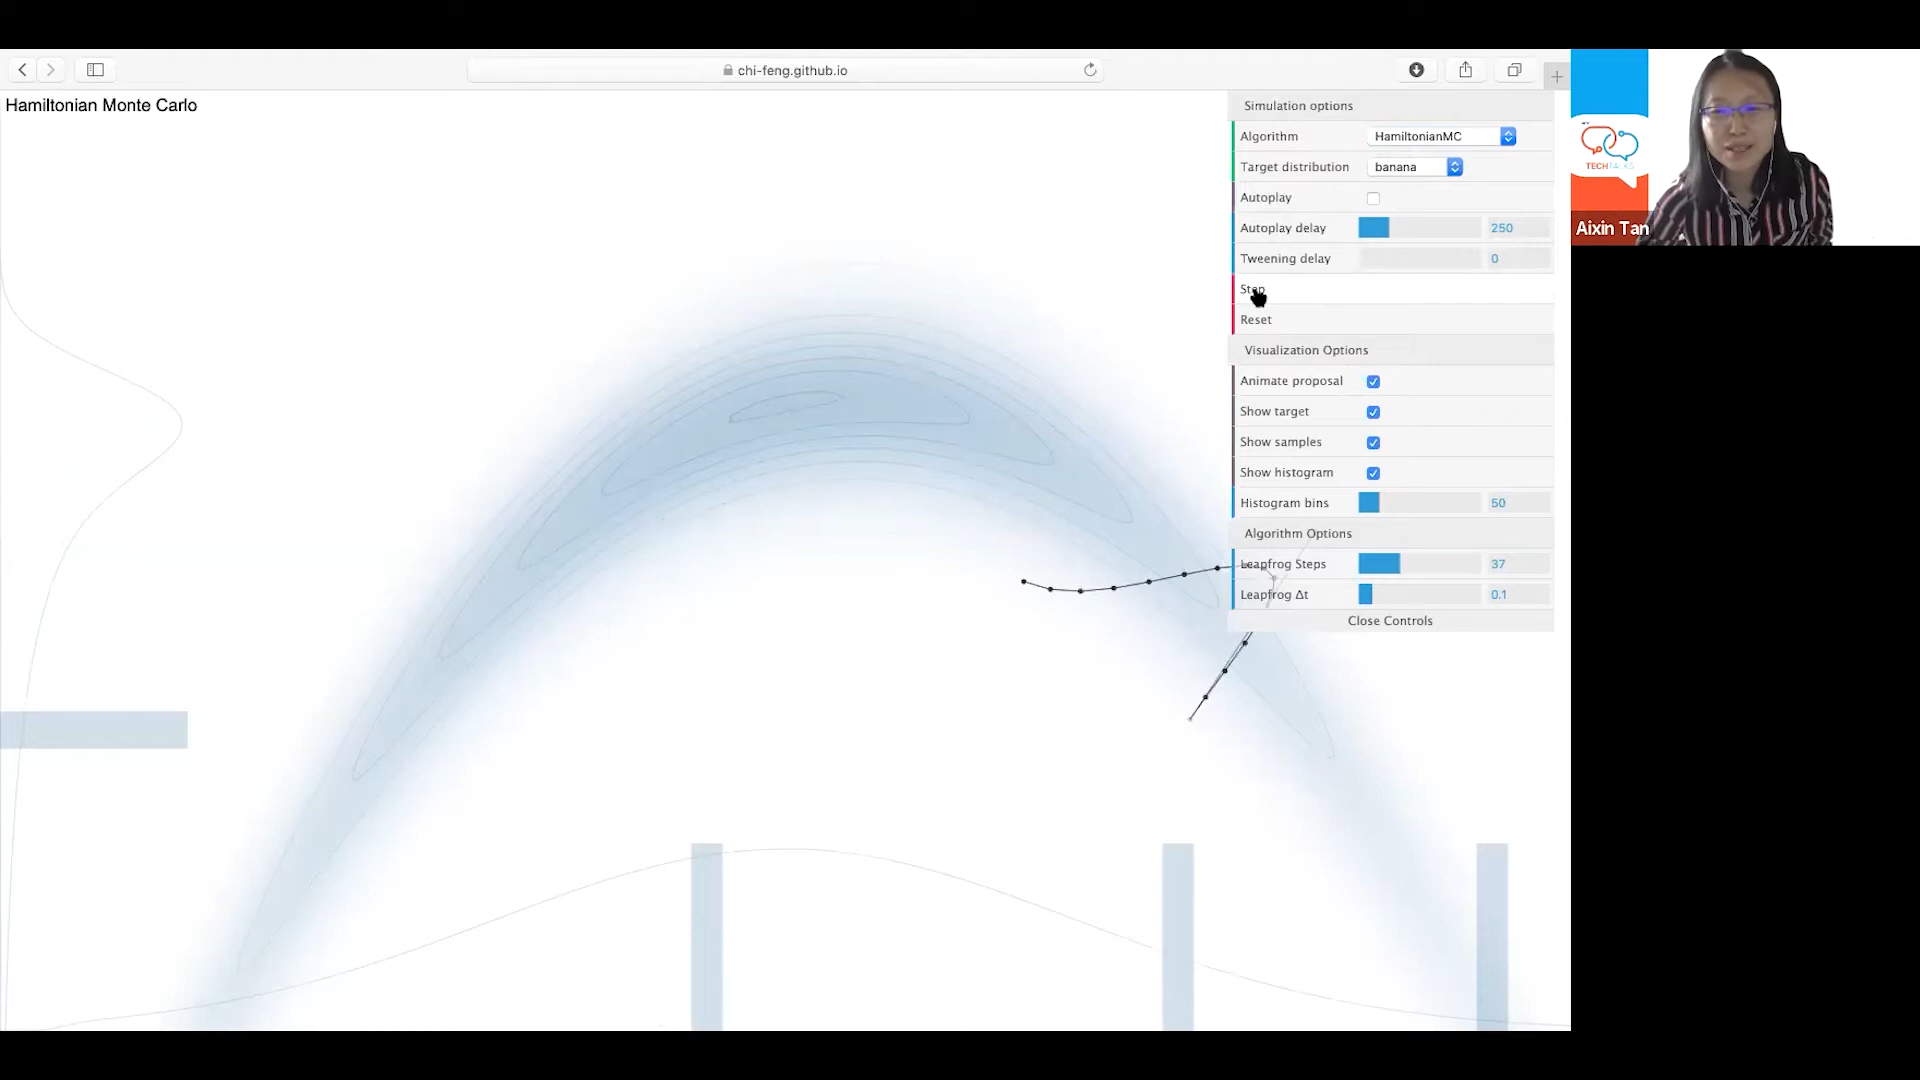 chi-feng.github.io
Hamiltonian Monte Carlo
Simulation options
Algorithm HamiltonianMC
Target distribution banana
Autoplay
Autoplay delay 250
Tweening delay 0
Step
Reset
Visualization Options
Animate proposal
Show target
Show samples
Show histogram
Histogram bins 50
Algorithm Options
Leapfrog Steps 37
Leapfrog Δt 0.1
Close Controls
TECHTALKS
Aixin Tan